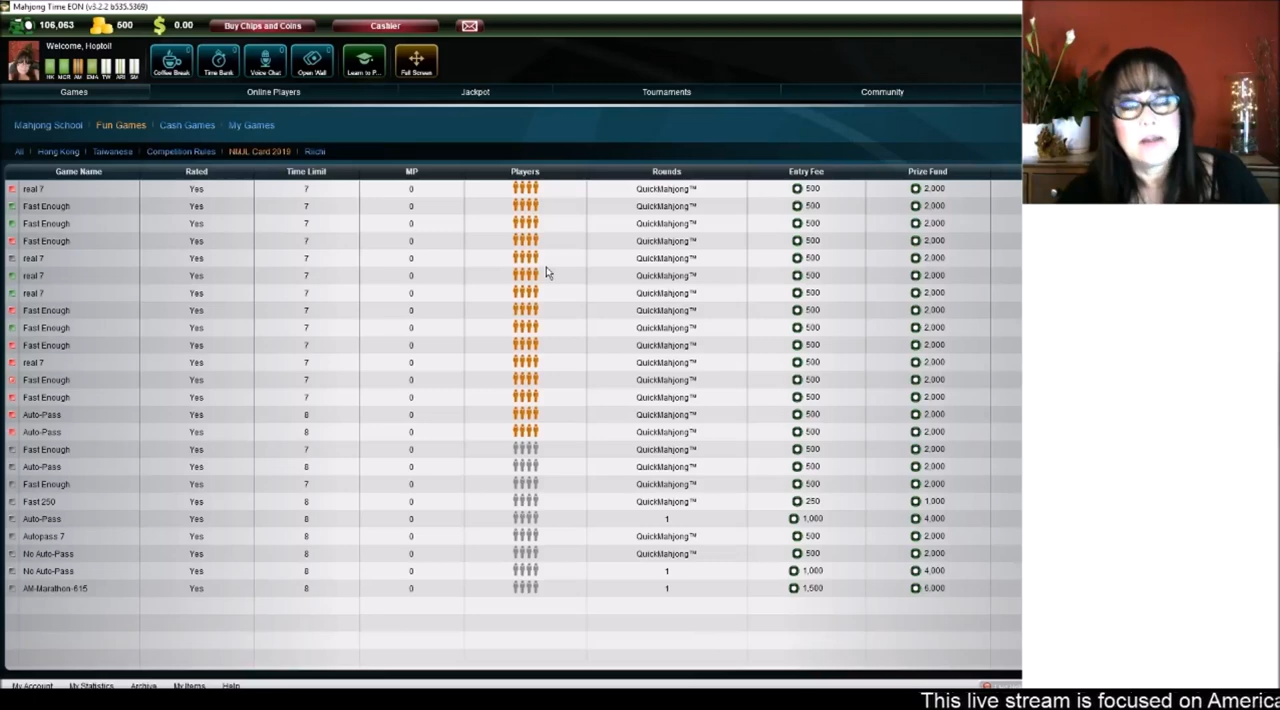 Mahjong Time EON (v3.2.2 b535.5369)
106,063 500 0.00 Buy Chips and Coins Cashier
Welcome, Hoptoil
HK MCR AM EMA TW ARI SM
Coffee Break Time Bank Voice Chat Open Wall Learn to P... Full Screen
Games Online Players Jackpot Tournaments Community
Mahjong School Fun Games Cash Games My Games
All Hong Kong Taiwanese Competition Rules NMJL Card 2019 Riichi
Game Name Rated Time Limit MP Players Rounds Entry Fee Prize Fund
real 7 Yes 7 0 QuickMahjong™ 500 2,000
Fast Enough Yes 7 0 QuickMahjong™ 500 2,000
Fast Enough Yes 7 0 QuickMahjong™ 500 2,000
Fast Enough Yes 7 0 QuickMahjong™ 500 2,000
real 7 Yes 7 0 QuickMahjong™ 500 2,000
real 7 Yes 7 0 QuickMahjong™ 500 2,000
real 7 Yes 7 0 QuickMahjong™ 500 2,000
Fast Enough Yes 7 0 QuickMahjong™ 500 2,000
Fast Enough Yes 7 0 QuickMahjong™ 500 2,000
Fast Enough Yes 7 0 QuickMahjong™ 500 2,000
real 7 Yes 7 0 QuickMahjong™ 500 2,000
Fast Enough Yes 7 0 QuickMahjong™ 500 2,000
Fast Enough Yes 7 0 QuickMahjong™ 500 2,000
Auto-Pass Yes 8 0 QuickMahjong™ 500 2,000
Auto-Pass Yes 8 0 QuickMahjong™ 500 2,000
Fast Enough Yes 7 0 QuickMahjong™ 500 2,000
Auto-Pass Yes 8 0 QuickMahjong™ 500 2,000
Fast Enough Yes 7 0 QuickMahjong™ 500 2,000
Fast 250 Yes 8 0 QuickMahjong™ 250 1,000
Auto-Pass Yes 8 0 1 1,000 4,000
Autopass 7 Yes 8 0 QuickMahjong™ 500 2,000
No Auto-Pass Yes 8 0 QuickMahjong™ 500 2,000
No Auto-Pass Yes 8 0 1 1,000 4,000
AM-Marathon-615 Yes 8 0 1 1,500 6,000
My Account My Statistics Archive My Items Help
This live stream is focused on America